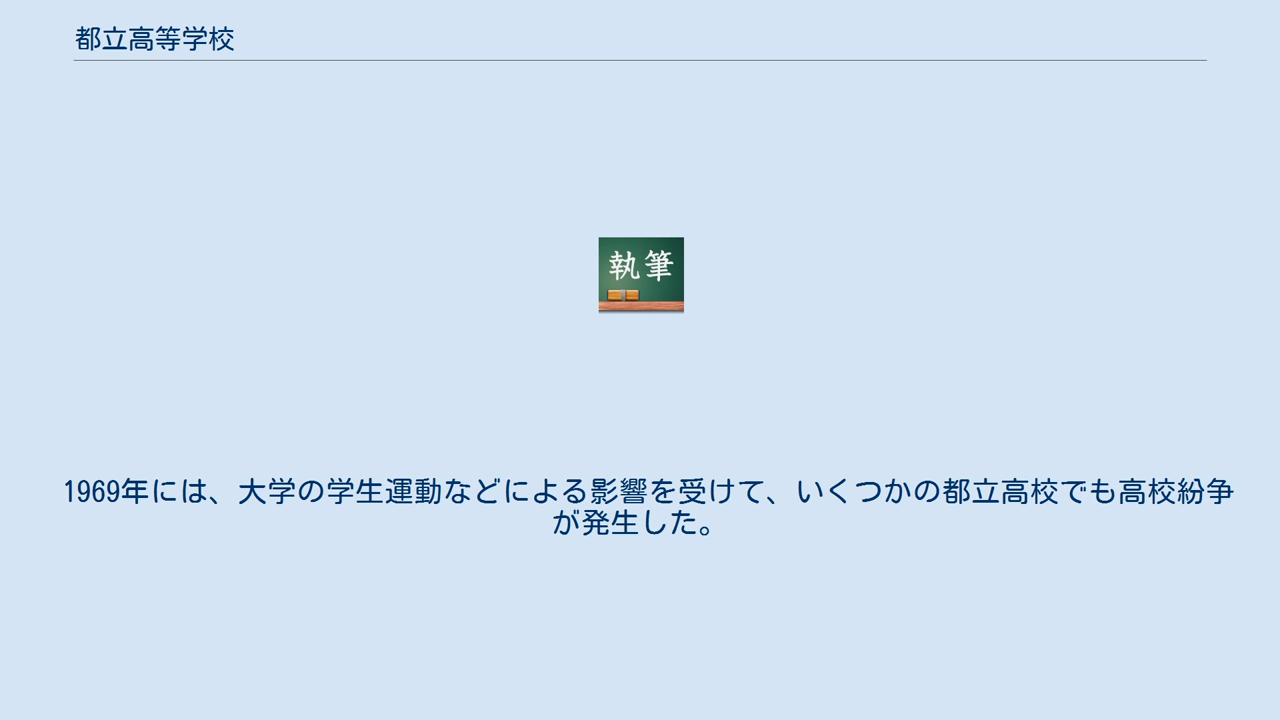 都立高等学校
執筆
1969年には、大学の学生運動などによる影響を受けて、いくつかの都立高校でも高校紛争
が発生した。